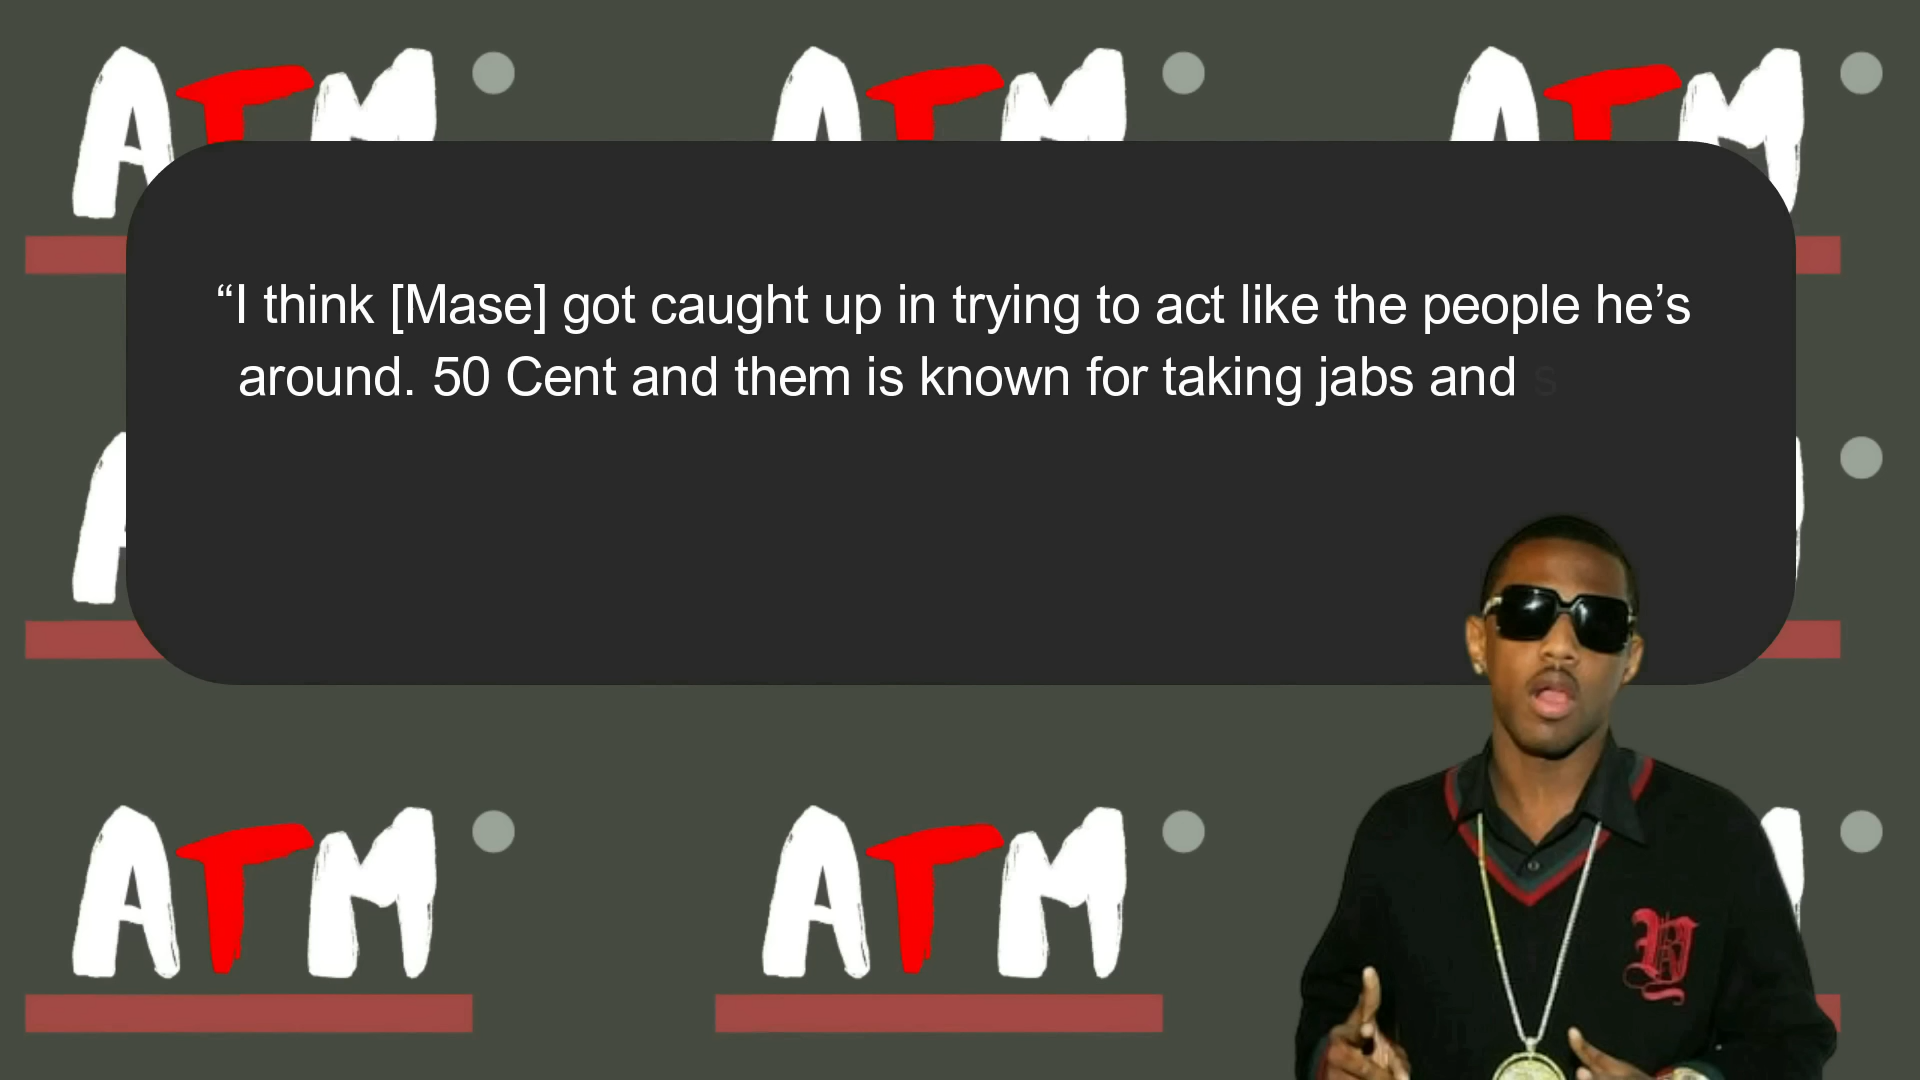 ATM ATM ATM
“I think [Mase] got caught up in trying to act like the people he’s
around. 50 Cent and them is known for taking jabs and s
ATM ATM